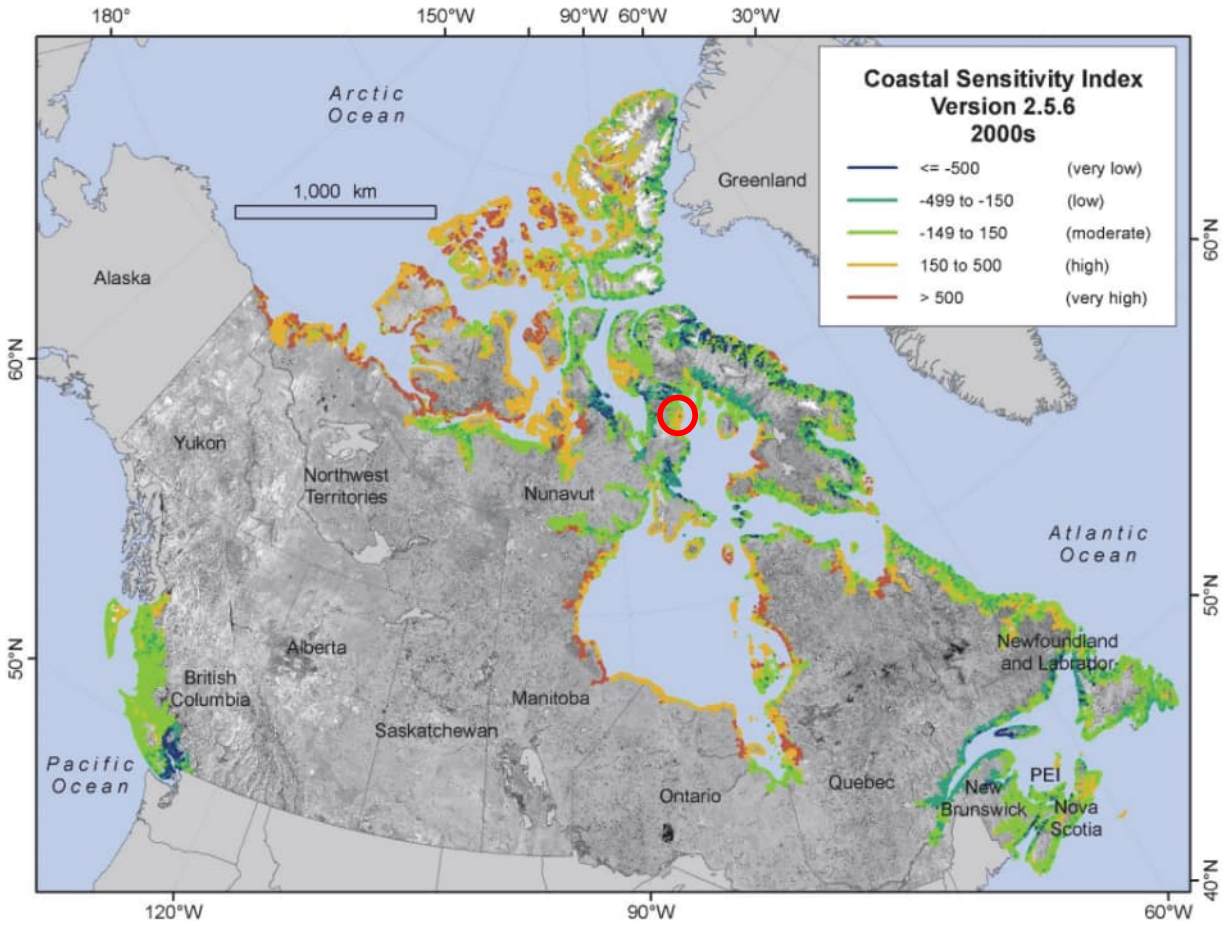 180°
150°W
90°W
60°W
30°W
Arctic
Ocean
Coastal Sensitivity Index
Version 2.5.6
2000s
<= -500 (very low)
-499 to -150 (low)
-149 to 150 (moderate)
150 to 500 (high)
> 500 (very high)
1,000 km
Greenland
60°N
Alaska
60°N
Yukon
Northwest
Territories
Nunavut
Atlantic
Ocean
50°N
50°N
Alberta
British
Columbia
Manitoba
Saskatchewan
Newfoundland
and Labrador
Pacific
Ocean
Ontario
Quebec
PEI
New
Brunswick
Nova
Scotia
40°N
120°W
90°W
60°W